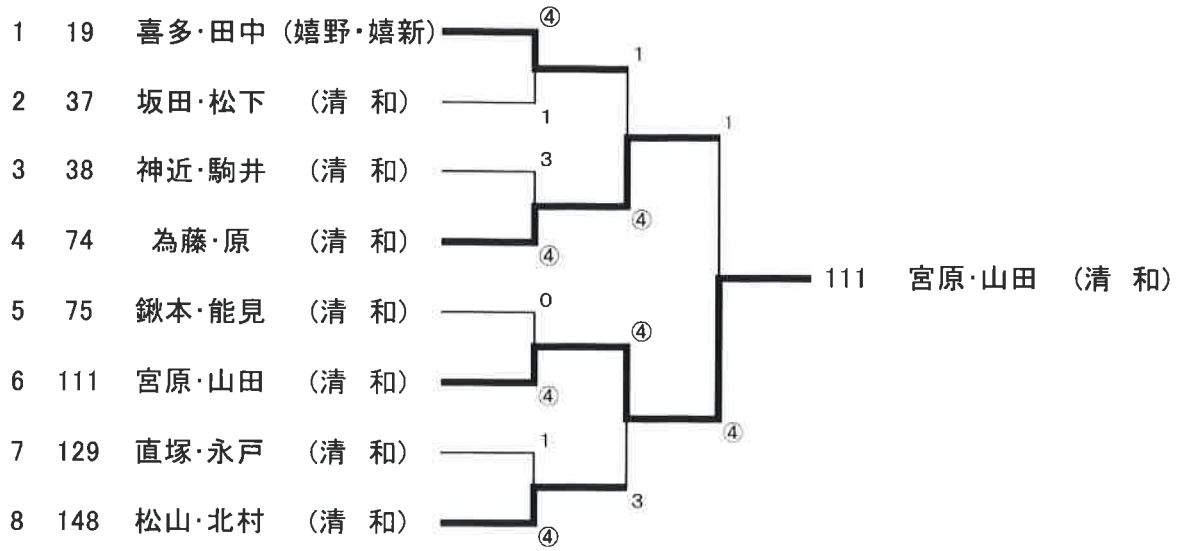 ④
1 19 喜多・田中 (嬉野・嬉新)
1
1
2 37 坂田・松下 (清 和)
1
3
3 38 神近・駒井 (清 和)
④
4 74 為藤・原 (清 和)
④
111 宮原・山田 (清 和)
0
5 75 鍬本・能見 (清 和)
④
6 111 宮原・山田 (清 和)
④
④
1
7 129 直塚・永戸 (清 和)
3
8 148 松山・北村 (清 和)
④